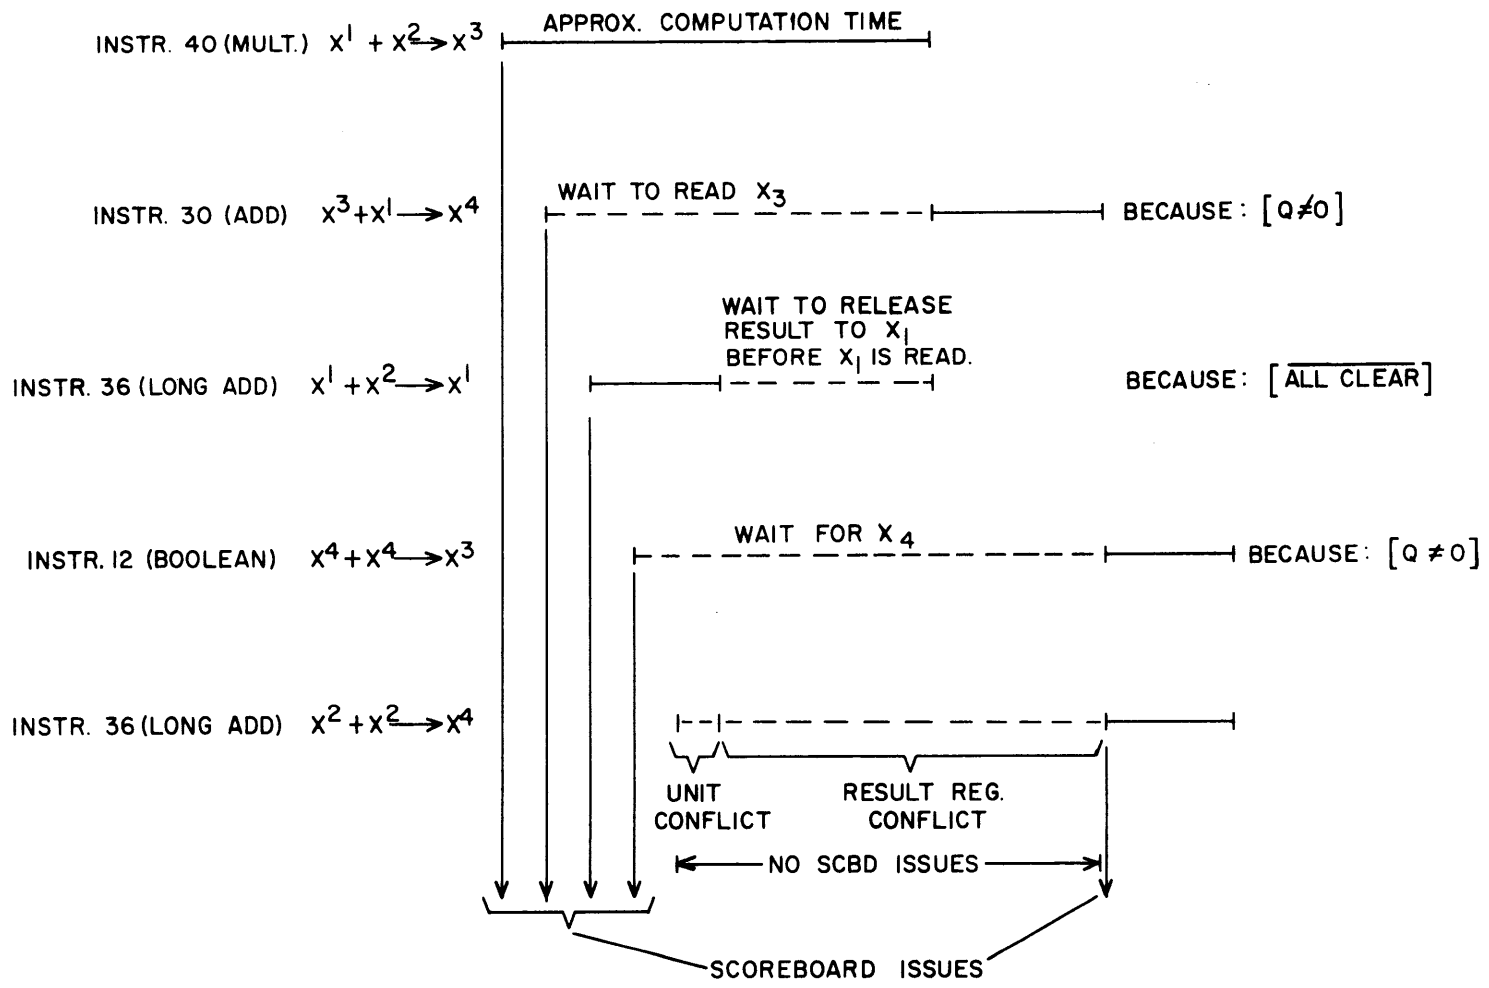 APPROX. COMPUTATION TIME
INSTR. 40 (MULT.) X¹ + X² → X³
WAIT TO READ X₃
INSTR. 30 (ADD) X³+X¹ → X⁴
BECAUSE: [Q≠0]
WAIT TO RELEASE
RESULT TO X₁
BEFORE X₁ IS READ.
INSTR. 36 (LONG ADD) X¹ + X² → X¹
BECAUSE: [A̅L̅L̅ ̅C̅L̅E̅A̅R̅]
WAIT FOR X₄
INSTR. 12 (BOOLEAN) X⁴ + X⁴ → X³
BECAUSE: [Q ≠ 0]
INSTR. 36 (LONG ADD) X² + X² → X⁴
UNIT
CONFLICT
RESULT REG.
CONFLICT
NO SCBD ISSUES
SCOREBOARD ISSUES